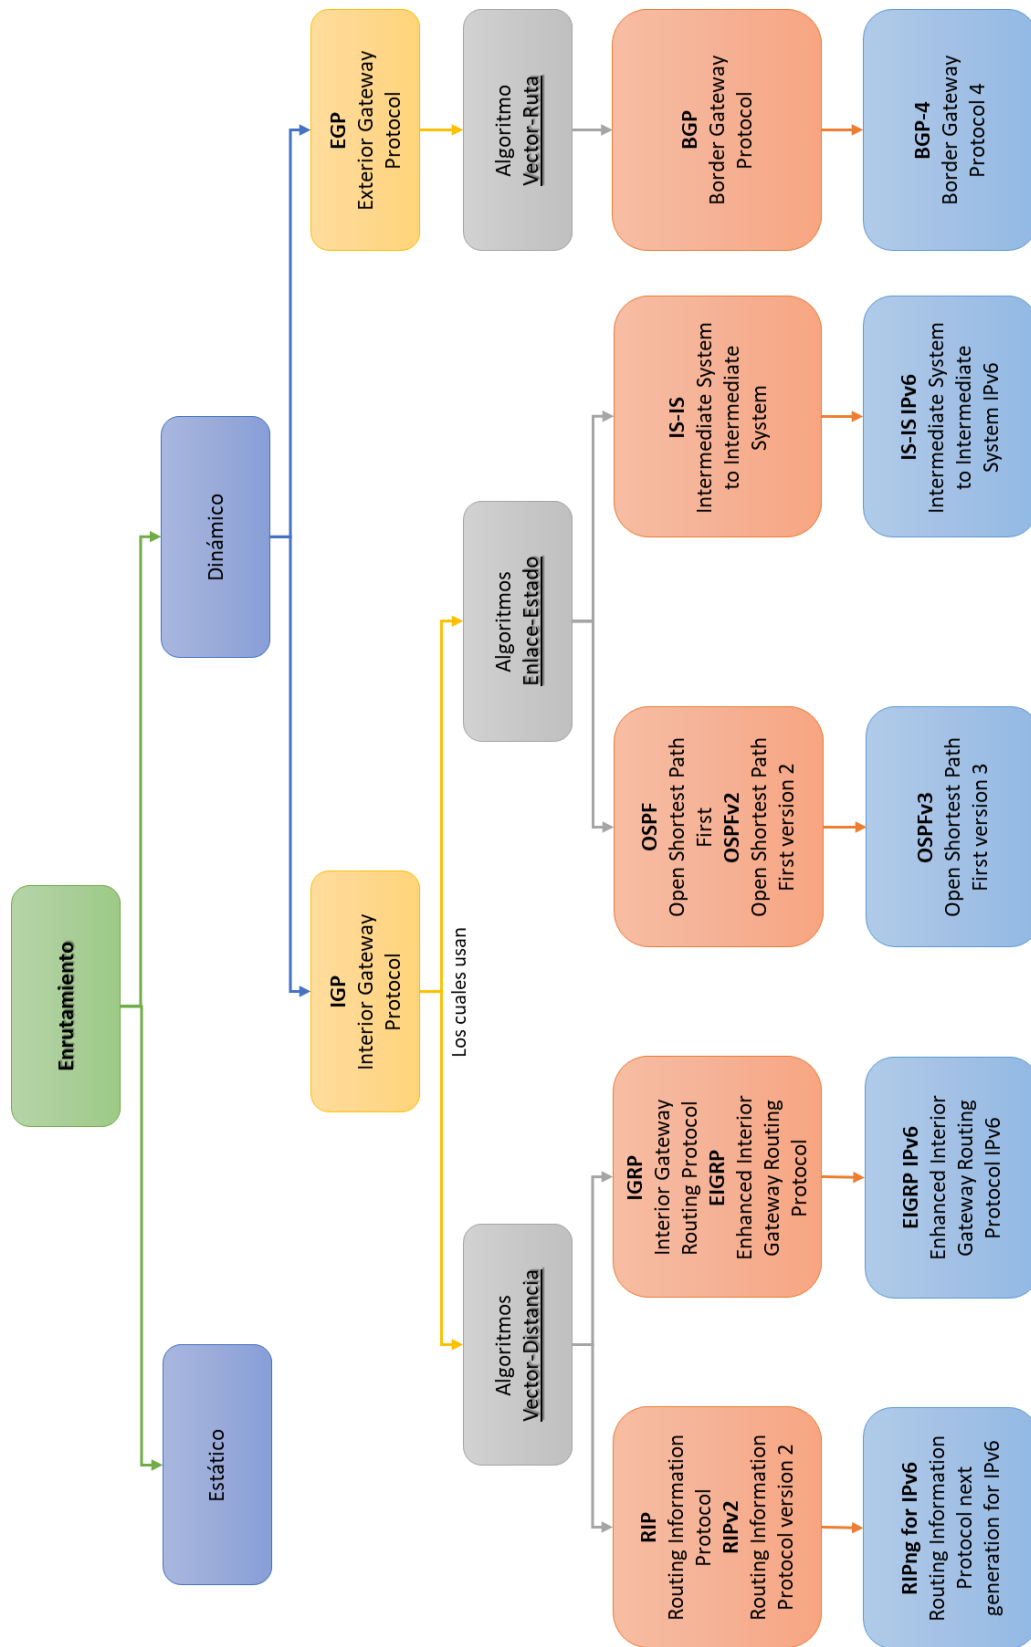 Enrutamiento
Estático
Dinámico
IGP
Interior Gateway
Protocol
EGP
Exterior Gateway
Protocol
Los cuales usan
Algoritmos
Vector-Distancia
Algoritmos
Enlace-Estado
Algoritmo
Vector-Ruta
RIP
Routing Information
Protocol
RIPv2
Routing Information
Protocol version 2
IGRP
Interior Gateway
Routing Protocol
EIGRP
Enhanced Interior
Gateway Routing
Protocol
OSPF
Open Shortest Path
First
OSPFv2
Open Shortest Path
First version 2
IS-IS
Intermediate System
to Intermediate
System
BGP
Border Gateway
Protocol
RIPng for IPv6
Routing Information
Protocol next
generation for IPv6
EIGRP IPv6
Enhanced Interior
Gateway Routing
Protocol IPv6
OSPFv3
Open Shortest Path
First version 3
IS-IS IPv6
Intermediate System
to Intermediate
System IPv6
BGP-4
Border Gateway
Protocol 4